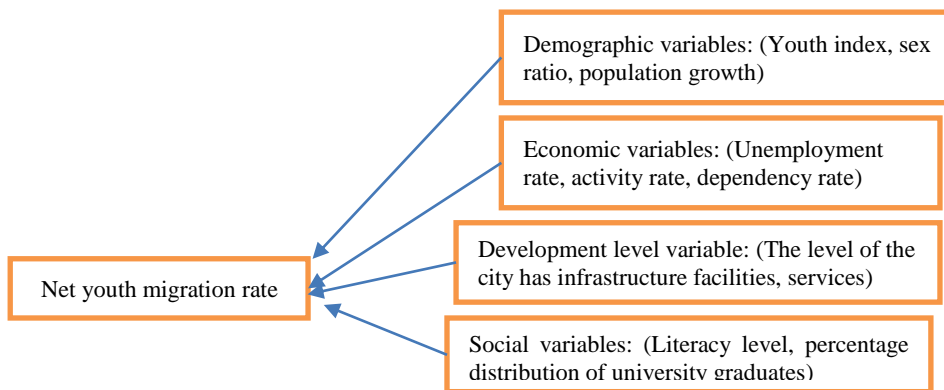 Demographic variables: (Youth index, sex
ratio, population growth)
Economic variables: (Unemployment
rate, activity rate, dependency rate)
Development level variable: (The level of the
city has infrastructure facilities, services)
Net youth migration rate
Social variables: (Literacy level, percentage
distribution of university graduates)